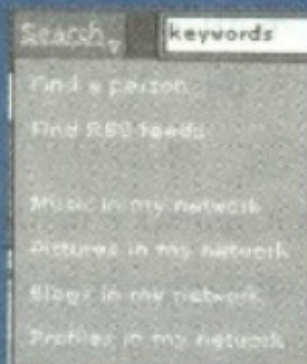 Search keywords
Find a person
Find RSS feeds
Music in my network
Pictures in my network
Blogs in my network
Profiles in my network